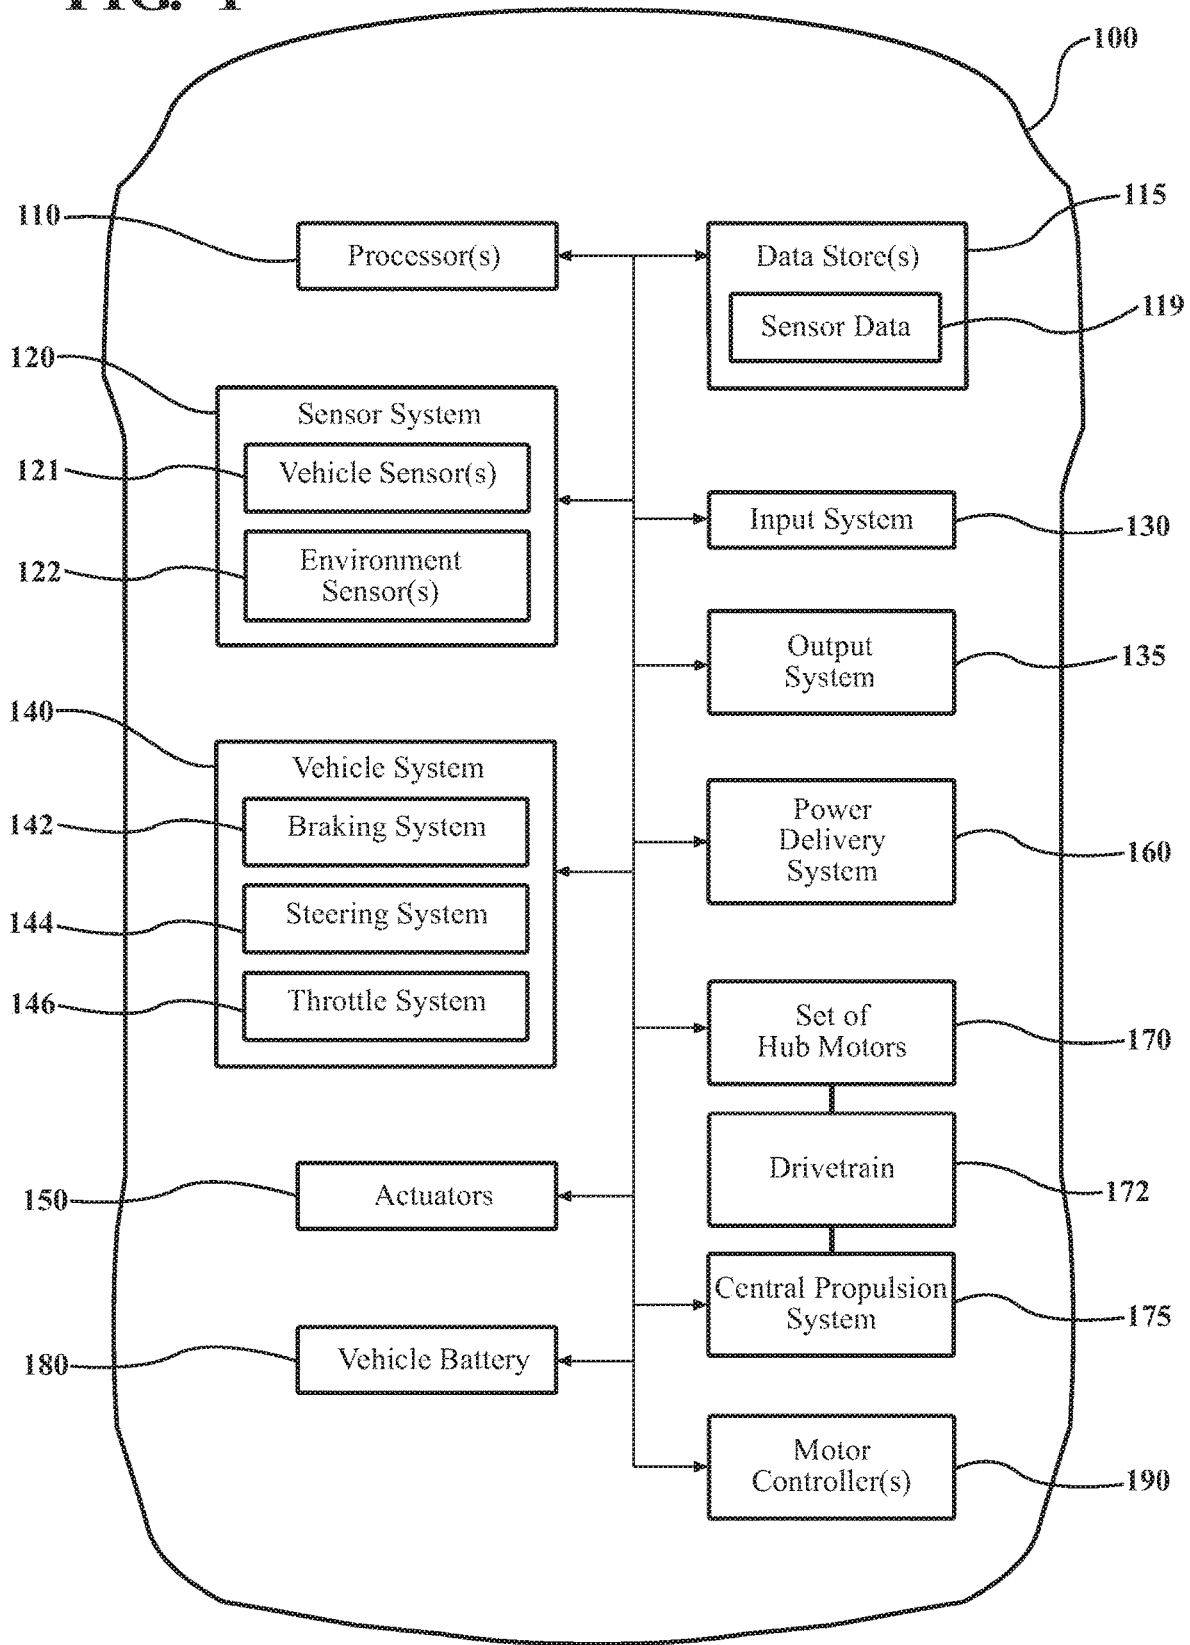 FIG. 1
100
110
Processor(s)
Data Store(s)
115
Sensor Data
119
120
Sensor System
121
Vehicle Sensor(s)
122
Environment
Sensor(s)
Input System
130
Output
System
135
140
Vehicle System
142
Braking System
144
Steering System
146
Throttle System
Power
Delivery
System
160
Set of
Hub Motors
170
Drivetrain
172
150
Actuators
Central Propulsion
System
175
180
Vehicle Battery
Motor
Controller(s)
190